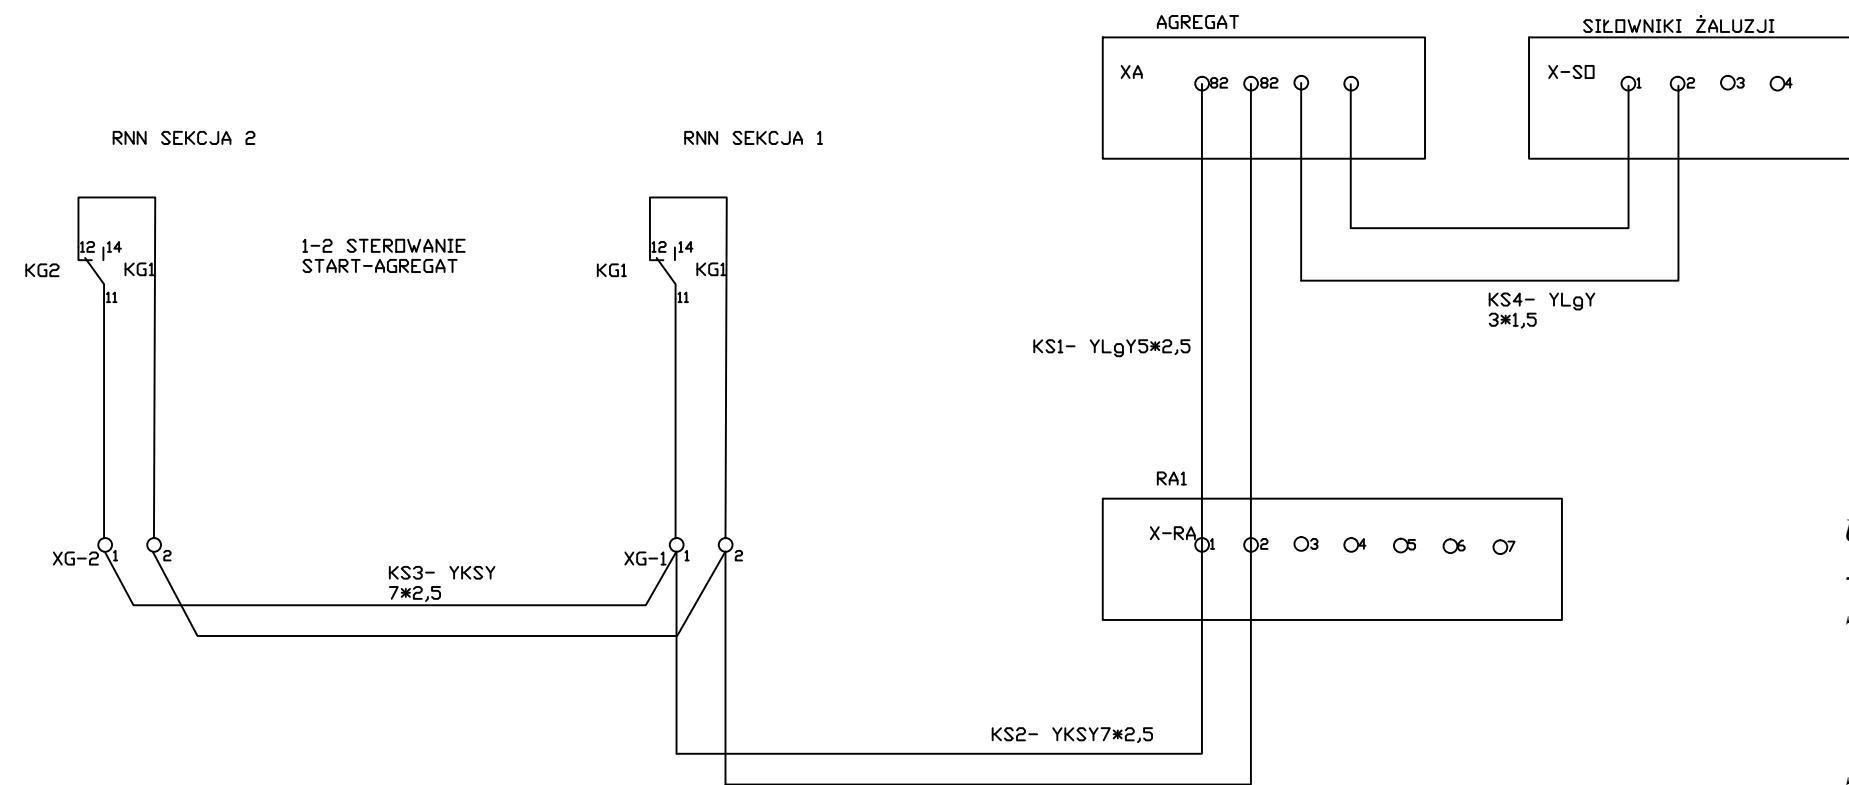 AGREGAT
SIŁOWNIKI ŻALUZJI
XA
82
82
X-SO
1
2
3
4
RNN SEKCJA 2
RNN SEKCJA 1
12
14
KG2
KG1
11
1-2 STEROWANIE
START-AGREGAT
12
14
KG1
KG1
11
KS4- YLgY
3*1,5
KS1- YLgY5*2,5
RA1
X-RA
1
2
3
4
5
6
7
XG-2
1
2
KS3- YKSY
7*2,5
XG-1
1
2
KS2- YKSY7*2,5